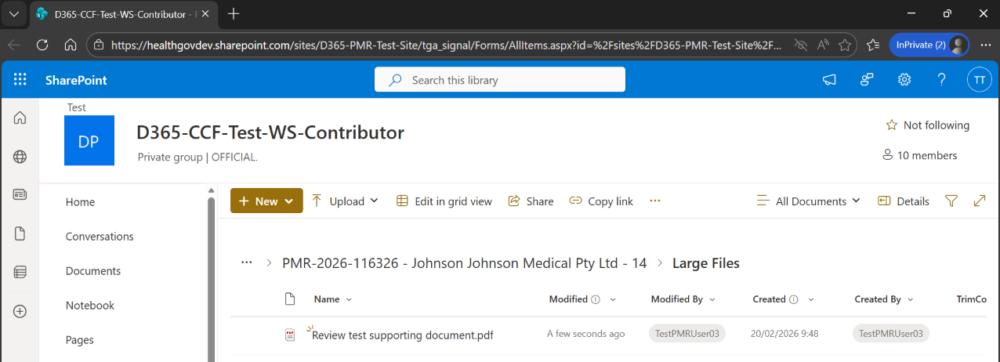 D365-CCF-Test-WS-Contributor - F
https://healthgovdev.sharepoint.com/sites/D365-PMR-Test-Site/tga_signal/Forms/AllItems.aspx?id=%2Fsites%2FD365-PMR-Test-Site%2F...
InPrivate (2)
SharePoint
Search this library
TT
Test
DP
D365-CCF-Test-WS-Contributor
Private group | OFFICIAL.
Not following
10 members
Home
Conversations
Documents
Notebook
Pages
New
Upload
Edit in grid view
Share
Copy link
All Documents
Details
PMR-2026-116326 - Johnson Johnson Medical Pty Ltd - 14 > Large Files
Name Modified Modified By Created Created By TrimCo
Review test supporting document.pdf A few seconds ago TestPMRUser03 20/02/2026 9:48 TestPMRUser03